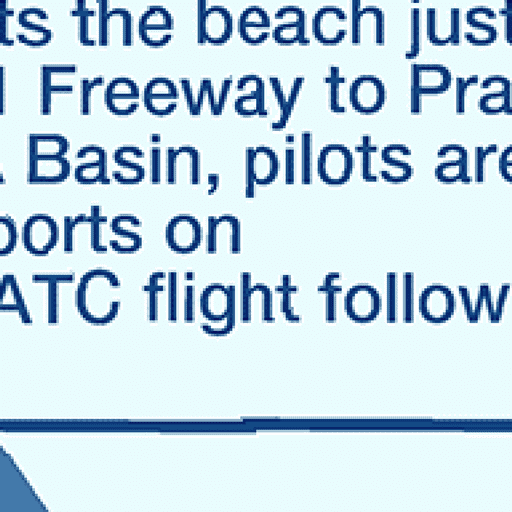 ts the beach just
Freeway to Pra
Basin, pilots are
ports on
ATC flight follow